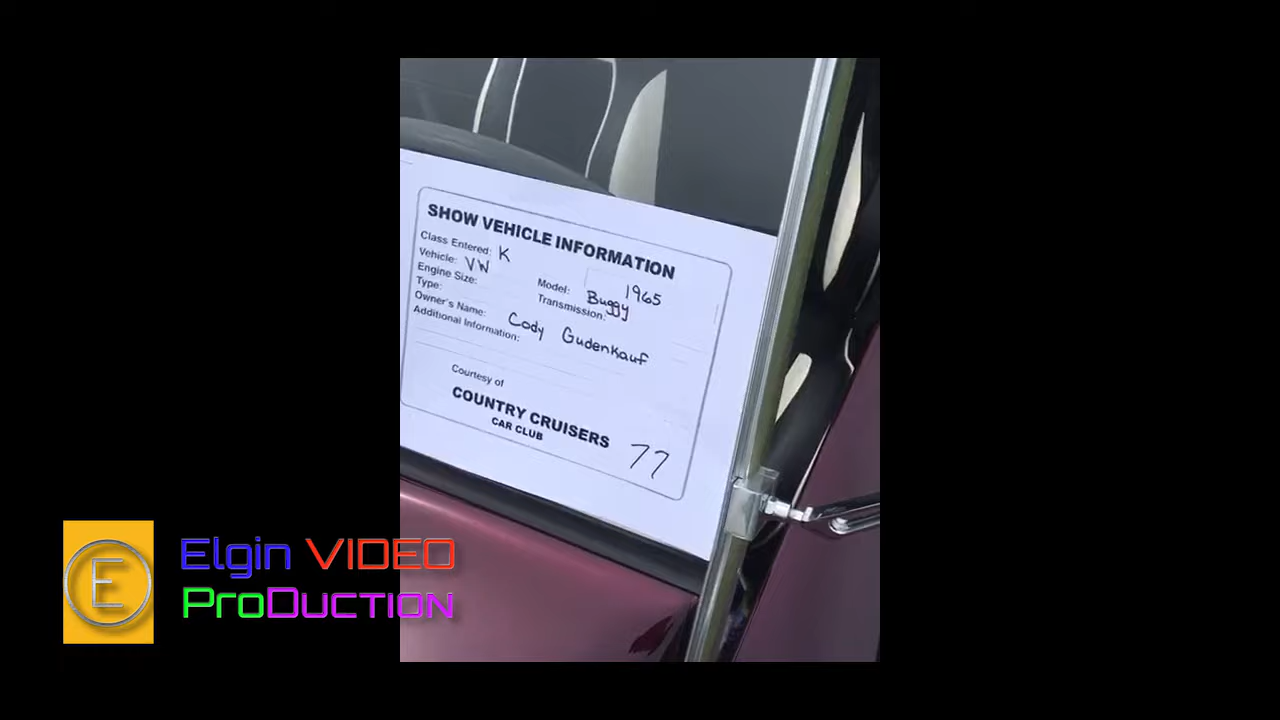 SHOW VEHICLE INFORMATION
Class Entered: K
Vehicle: VW
Model: Buggy 1965
Engine Size:
Transmission:
Type:
Owner's Name: Cody Gudenkauf
Additional Information:
Courtesy of
COUNTRY CRUISERS
CAR CLUB
77
E
Elgin VIDEO
ProDUCTION